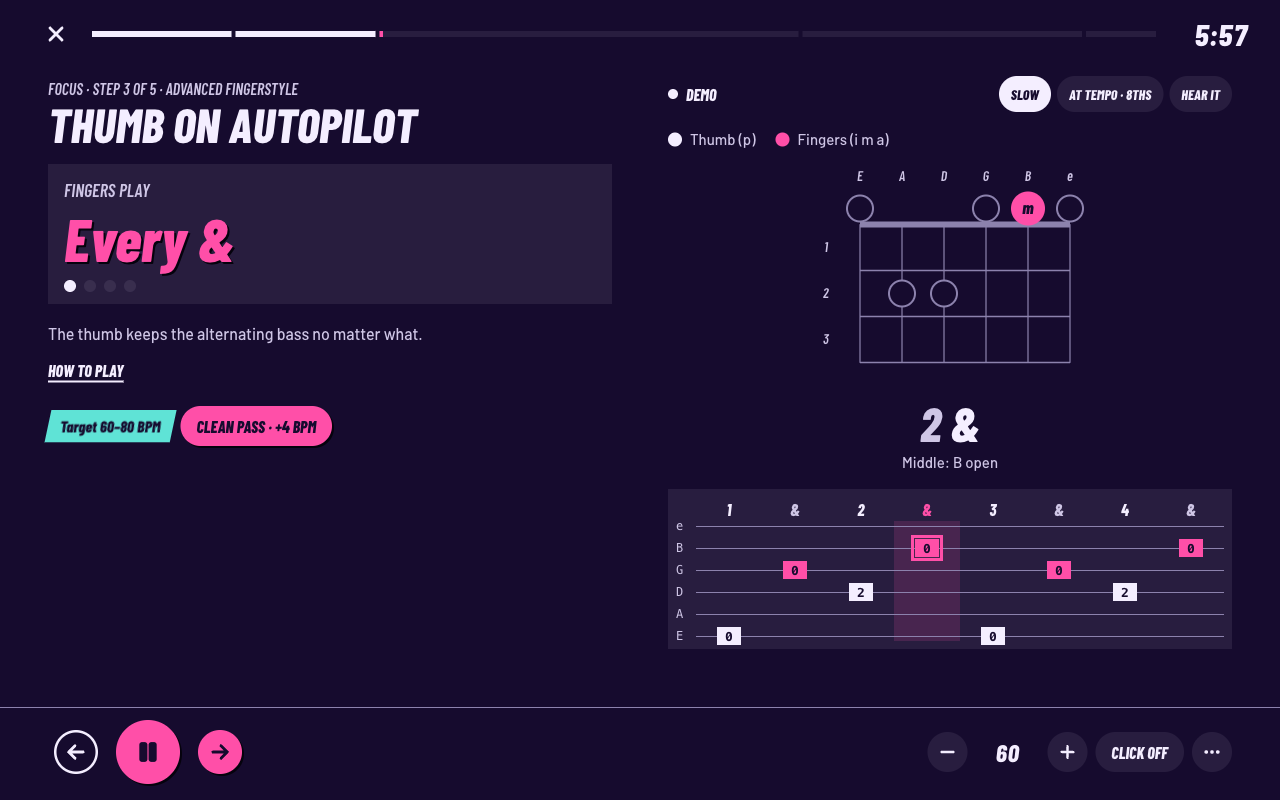 5:57
FOCUS · STEP 3 OF 5 · ADVANCED FINGERSTYLE
THUMB ON AUTOPILOT
FINGERS PLAY
Every &
The thumb keeps the alternating bass no matter what.
HOW TO PLAY
Target 60–80 BPM
CLEAN PASS · +4 BPM
DEMO
SLOW
AT TEMPO · 8THS
HEAR IT
Thumb (p)
Fingers (i m a)
E A D G B e
m
1
2
3
2 &
Middle: B open
1 & 2 & 3 & 4 &
e
B 0 0
G 0 0
D 2 2
A
E 0 0
60
CLICK OFF